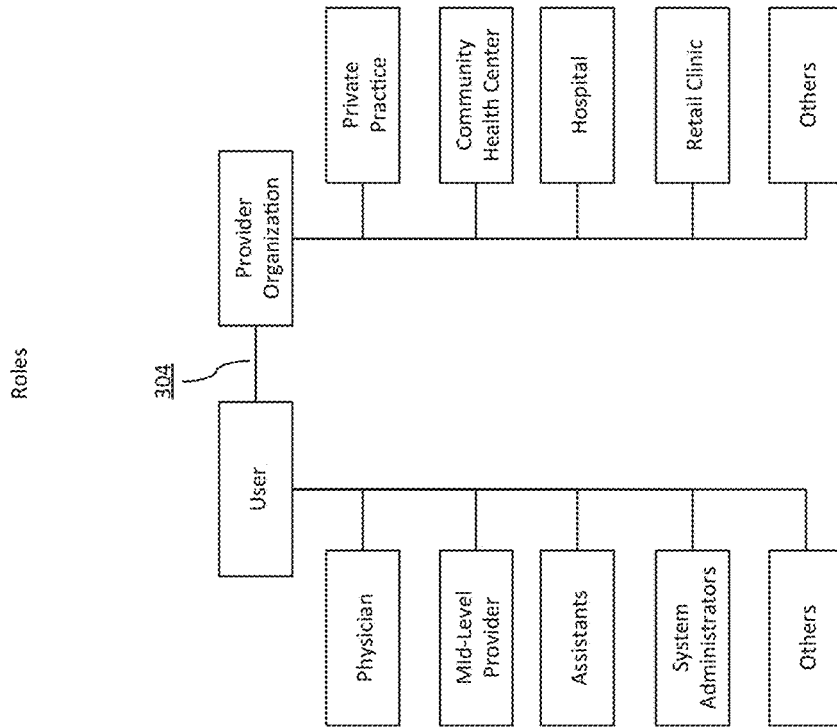 Roles
304
User
Provider
Organization
Physician
Mid-Level
Provider
Assistants
System
Administrators
Others
Private
Practice
Community
Health Center
Hospital
Retail Clinic
Others